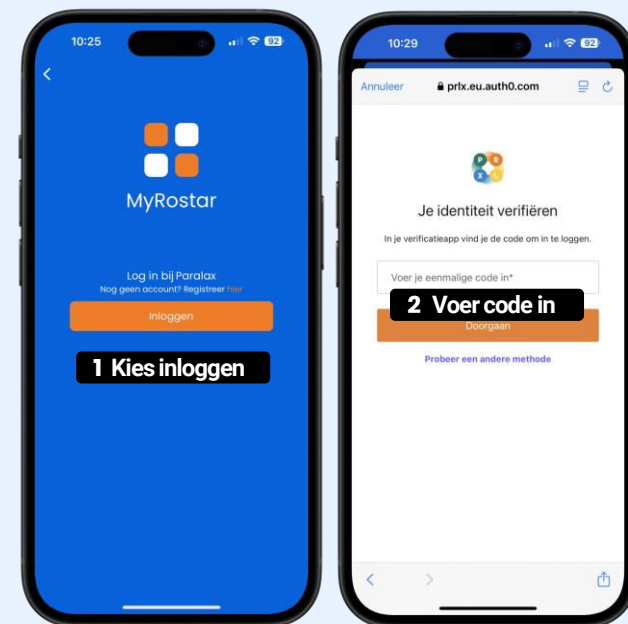 10:25
92
MyRostar
Log in bij Paralax
Nog geen account? Registreer hier
Inloggen
1 Kies inloggen
10:29
92
Annuleer
prlx.eu.auth0.com
P R
X L
Je identiteit verifiëren
In je verificatieapp vind je de code om in te loggen.
Voer je eenmalige code in*
2 Voer code in
Doorgaan
Probeer een andere methode